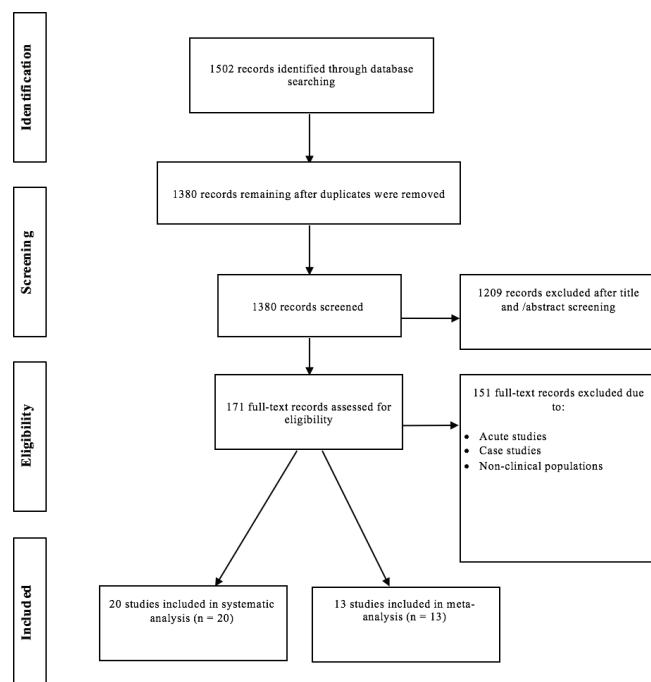 Identification
1502 records identified through database
searching
1380 records remaining after duplicates were removed
Screening
1380 records screened
1209 records excluded after title
and /abstract screening
Eligibility
171 full-text records assessed for
eligibility
151 full-text records excluded due
to:
• Acute studies
• Case studies
• Non-clinical populations
Included
20 studies included in systematic
analysis (n = 20)
13 studies included in meta-
analysis (n = 13)